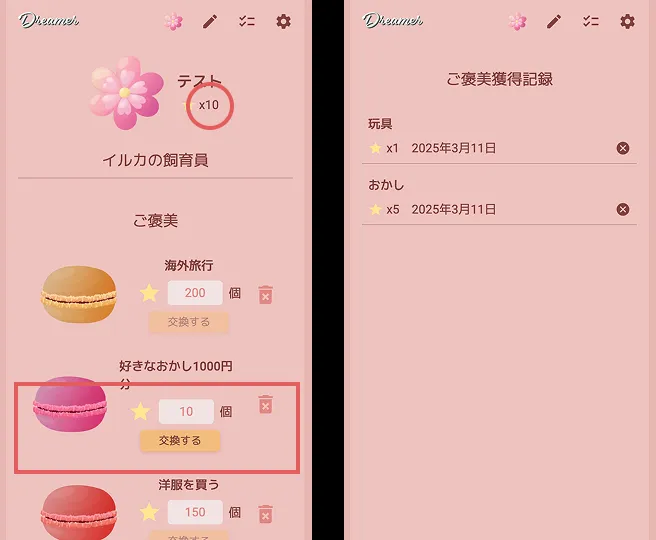 Dreamer
テスト
x10
イルカの飼育員
ご褒美
海外旅行
200 個
交換する
好きなおかし1000円
分
10 個
交換する
洋服を買う
150 個
交換する
Dreamer
ご褒美獲得記録
玩具
x1 2025年3月11日
おかし
x5 2025年3月11日